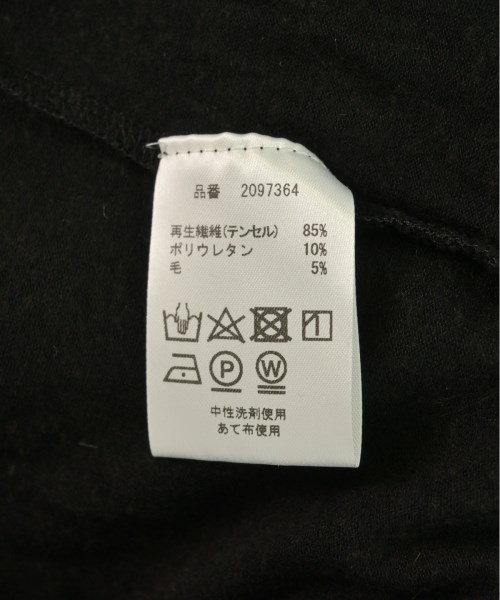 品番 2097364
再生繊維(テンセル) 85%
ポリウレタン 10%
毛 5%
P W
中性洗剤使用
あて布使用